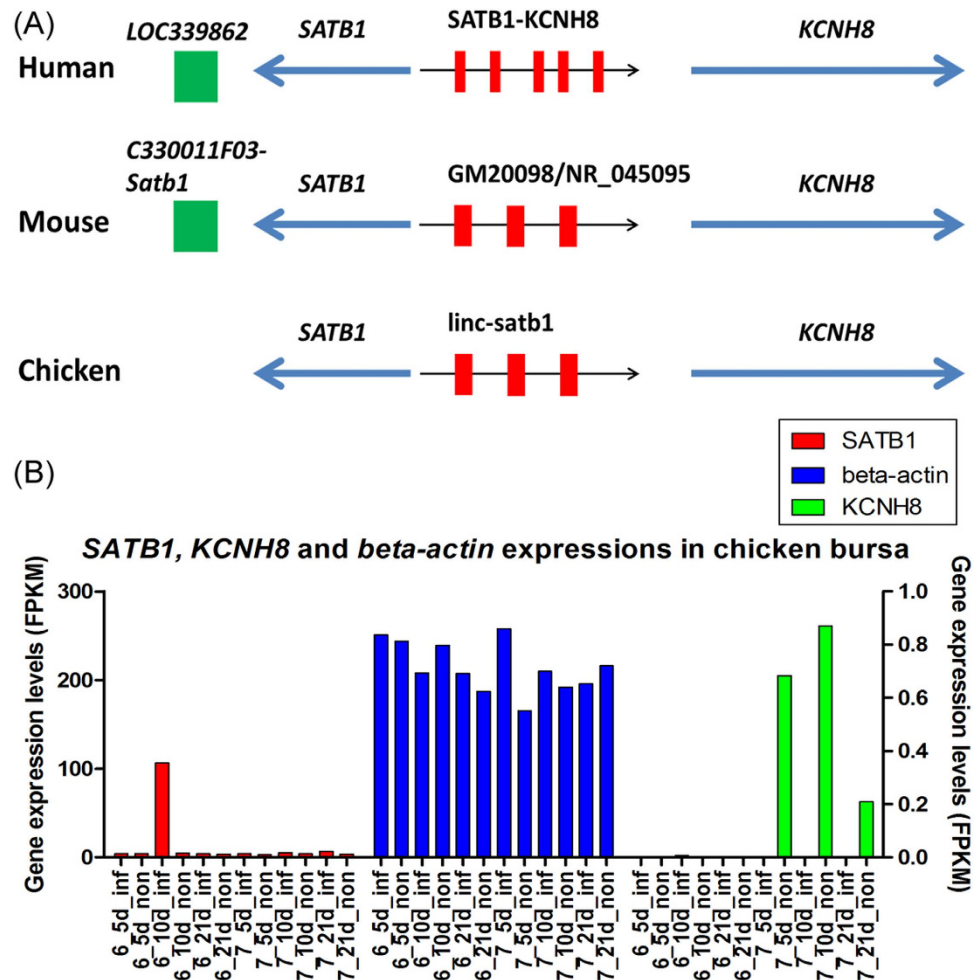 (A)
LOC339862
SATB1
SATB1-KCNH8
KCNH8
Human
C330011F03-
Satb1
SATB1
GM20098/NR_045095
KCNH8
Mouse
SATB1
linc-satb1
KCNH8
Chicken
SATB1
beta-actin
KCNH8
(B)
SATB1, KCNH8 and beta-actin expressions in chicken bursa
Gene expression levels (FPKM)
300
200
100
0
Gene expression levels (FPKM)
1.0
0.8
0.6
0.4
0.2
0.0
6_5d_inf
6_5d_non
6_10d_inf
6_10d_non
6_21d_inf
6_21d_non
7_5d_inf
7_5d_non
7_10d_inf
7_10d_non
7_21d_inf
7_21d_non
6_5d_inf
6_5d_non
6_10d_inf
6_10d_non
6_21d_inf
6_21d_non
7_5d_inf
7_5d_non
7_10d_inf
7_10d_non
7_21d_inf
7_21d_non
6_5d_inf
6_5d_non
6_10d_inf
6_10d_non
6_21d_inf
6_21d_non
7_5d_inf
7_5d_non
7_10d_inf
7_10d_non
7_21d_inf
7_21d_non